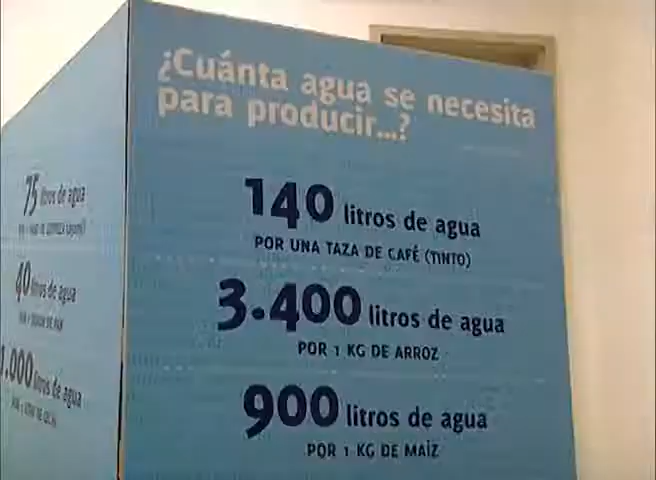 ¿Cuánta agua se necesita
para producir...?
140 litros de agua
POR UNA TAZA DE CAFÉ (TINTO)
3.400 litros de agua
POR 1 KG DE ARROZ
900 litros de agua
POR 1 KG DE MAÍZ
75 litros de agua
40 litros de agua
1.000 litros de agua